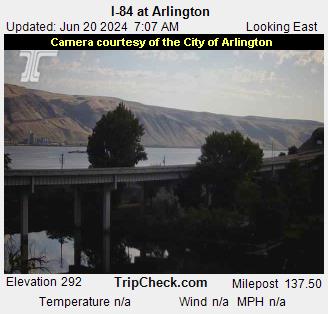 I-84 at Arlington
Updated: Jun 20 2024 7:07 AM Looking East
Camera courtesy of the City of Arlington
Elevation 292 TripCheck.com Milepost 137.50
Temperature n/a Wind n/a MPH n/a